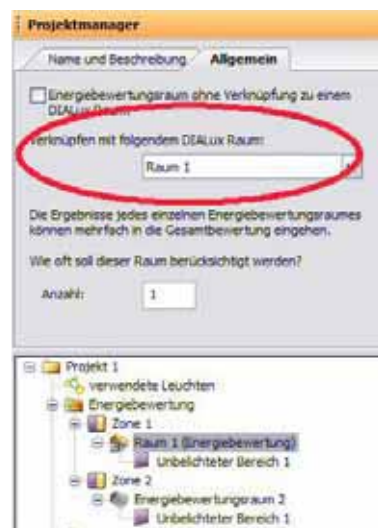 Projektmanager
Name und Beschreibung Allgemein
Energiebewertungsraum ohne Verknüpfung zu einem
DIALux Raum
Verknüpfen mit folgendem DIALux Raum:
Raum 1
Die Ergebnisse jedes einzelnen Energiebewertungsraumes
können mehrfach in die Gesamtbewertung eingehen.
Wie oft soll dieser Raum berücksichtigt werden?
Anzahl: 1
Projekt 1
verwendete Leuchten
Energiebewertung
Zone 1
Raum 1 (Energiebewertung)
Unbelichteter Bereich 1
Zone 2
Energiebewertungsraum 2
Unbelichteter Bereich 1